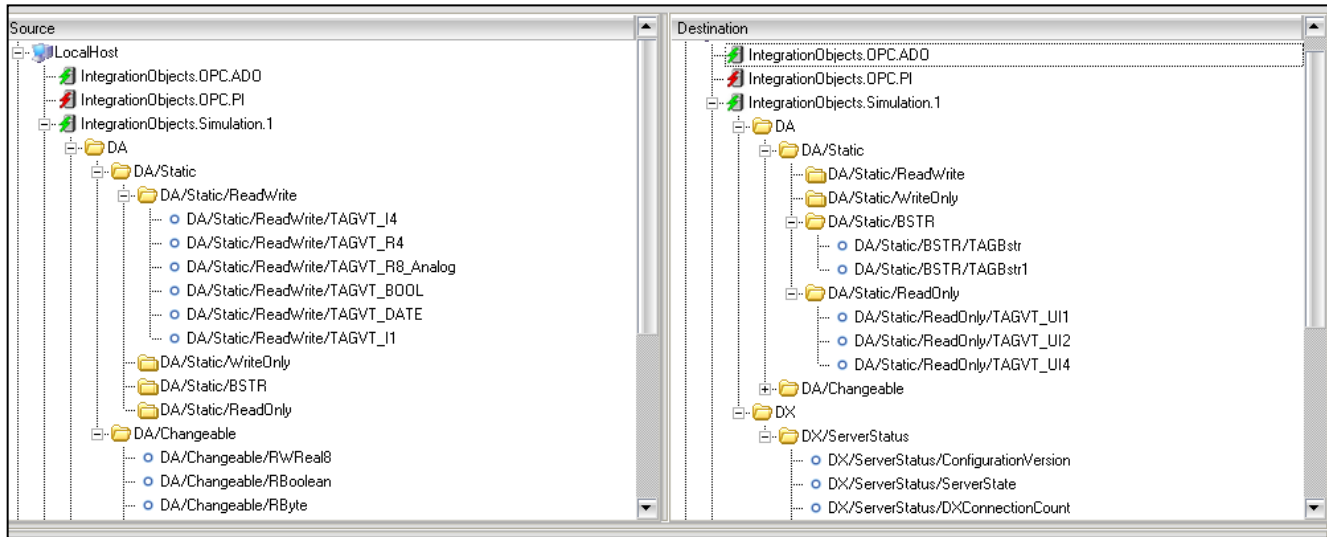 Source
LocalHost
IntegrationObjects.OPC.ADO
IntegrationObjects.OPC.PI
IntegrationObjects.Simulation.1
DA
DA/Static
DA/Static/ReadWrite
DA/Static/ReadWrite/TAGVT_I4
DA/Static/ReadWrite/TAGVT_R4
DA/Static/ReadWrite/TAGVT_R8_Analog
DA/Static/ReadWrite/TAGVT_BOOL
DA/Static/ReadWrite/TAGVT_DATE
DA/Static/ReadWrite/TAGVT_I1
DA/Static/WriteOnly
DA/Static/BSTR
DA/Static/ReadOnly
DA/Changeable
DA/Changeable/RWReal8
DA/Changeable/RBoolean
DA/Changeable/RByte
Destination
IntegrationObjects.OPC.ADO
IntegrationObjects.OPC.PI
IntegrationObjects.Simulation.1
DA
DA/Static
DA/Static/ReadWrite
DA/Static/WriteOnly
DA/Static/BSTR
DA/Static/BSTR/TAGBstr
DA/Static/BSTR/TAGBstr1
DA/Static/ReadOnly
DA/Static/ReadOnly/TAGVT_UI1
DA/Static/ReadOnly/TAGVT_UI2
DA/Static/ReadOnly/TAGVT_UI4
DA/Changeable
DX
DX/ServerStatus
DX/ServerStatus/ConfigurationVersion
DX/ServerStatus/ServerState
DX/ServerStatus/DXConnectionCount